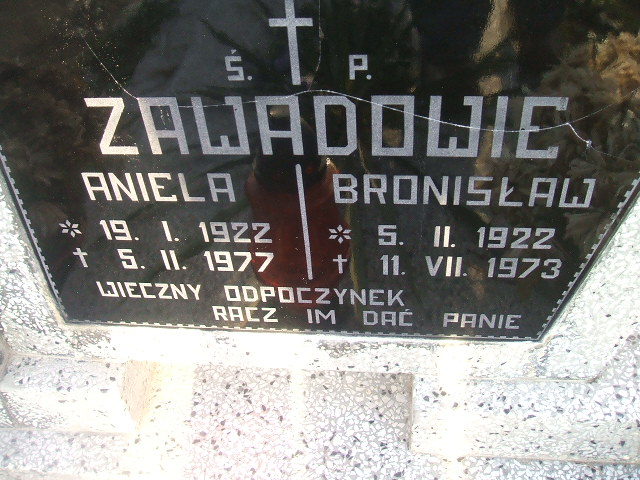 Ś. P.
ZAWADOWIE
ANIELA BRONISŁAW
* 19. I. 1922 * 5. II. 1922
† 5. II. 1977 † 11. VII. 1973
WIECZNY ODPOCZYNEK
RACZ IM DAĆ PANIE